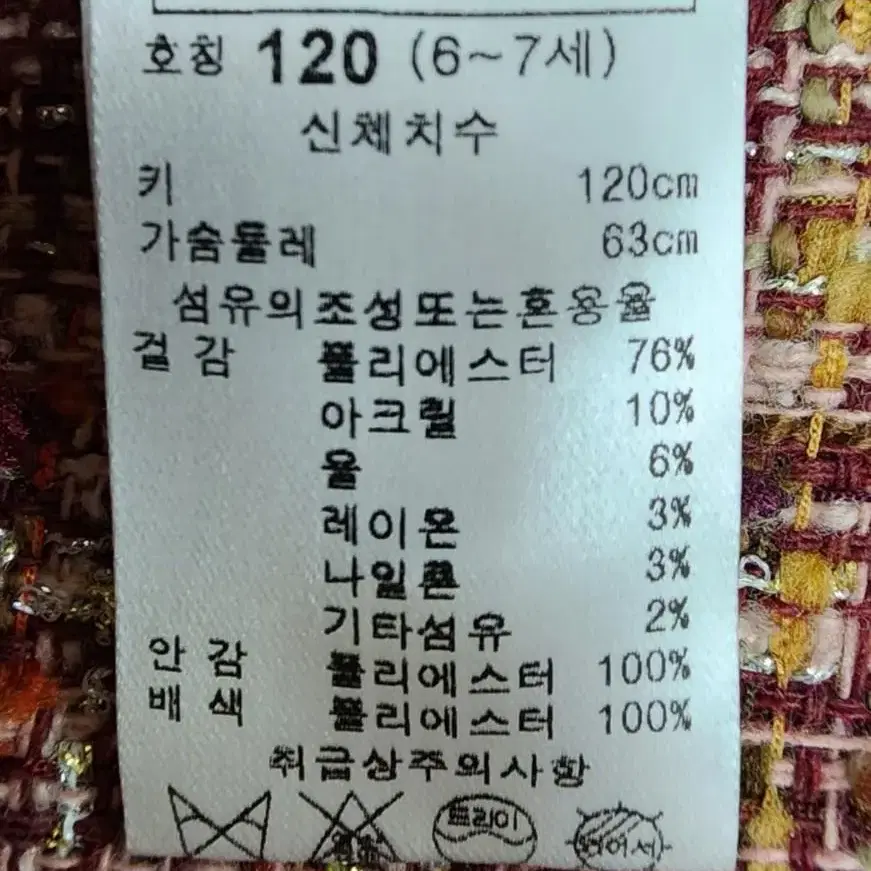 호칭 120 (6~7세)
신체치수
키 120cm
가슴둘레 63cm
섬유의조성또는혼용율
겉감 폴리에스터 76%
아크릴 10%
울 6%
레이온 3%
나일론 3%
기타섬유 2%
안감 폴리에스터 100%
배색 폴리에스터 100%
취급상주의사항
드라이